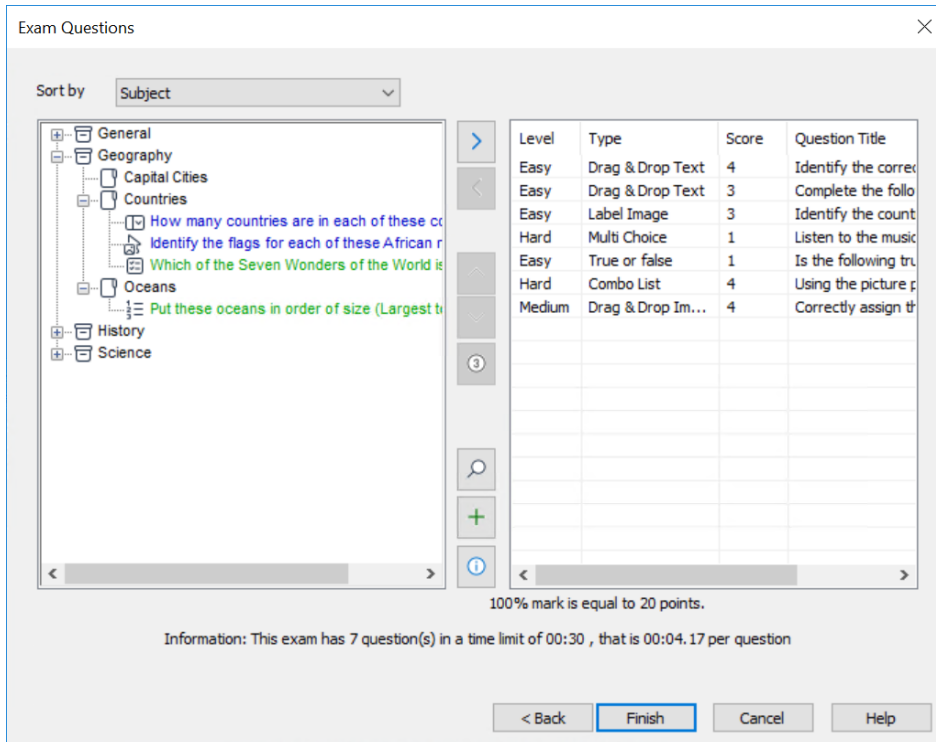 Exam Questions
Sort by Subject
General
Geography
Capital Cities
Countries
How many countries are in each of these co
Identify the flags for each of these African r
Which of the Seven Wonders of the World is
Oceans
Put these oceans in order of size (Largest t
History
Science
3
Level Type Score Question Title
Easy Drag & Drop Text 4 Identify the correc
Easy Drag & Drop Text 3 Complete the follo
Easy Label Image 3 Identify the count
Hard Multi Choice 1 Listen to the music
Easy True or false 1 Is the following tru
Hard Combo List 4 Using the picture p
Medium Drag & Drop Im... 4 Correctly assign th
100% mark is equal to 20 points.
Information: This exam has 7 question(s) in a time limit of 00:30 , that is 00:04.17 per question
< Back Finish Cancel Help